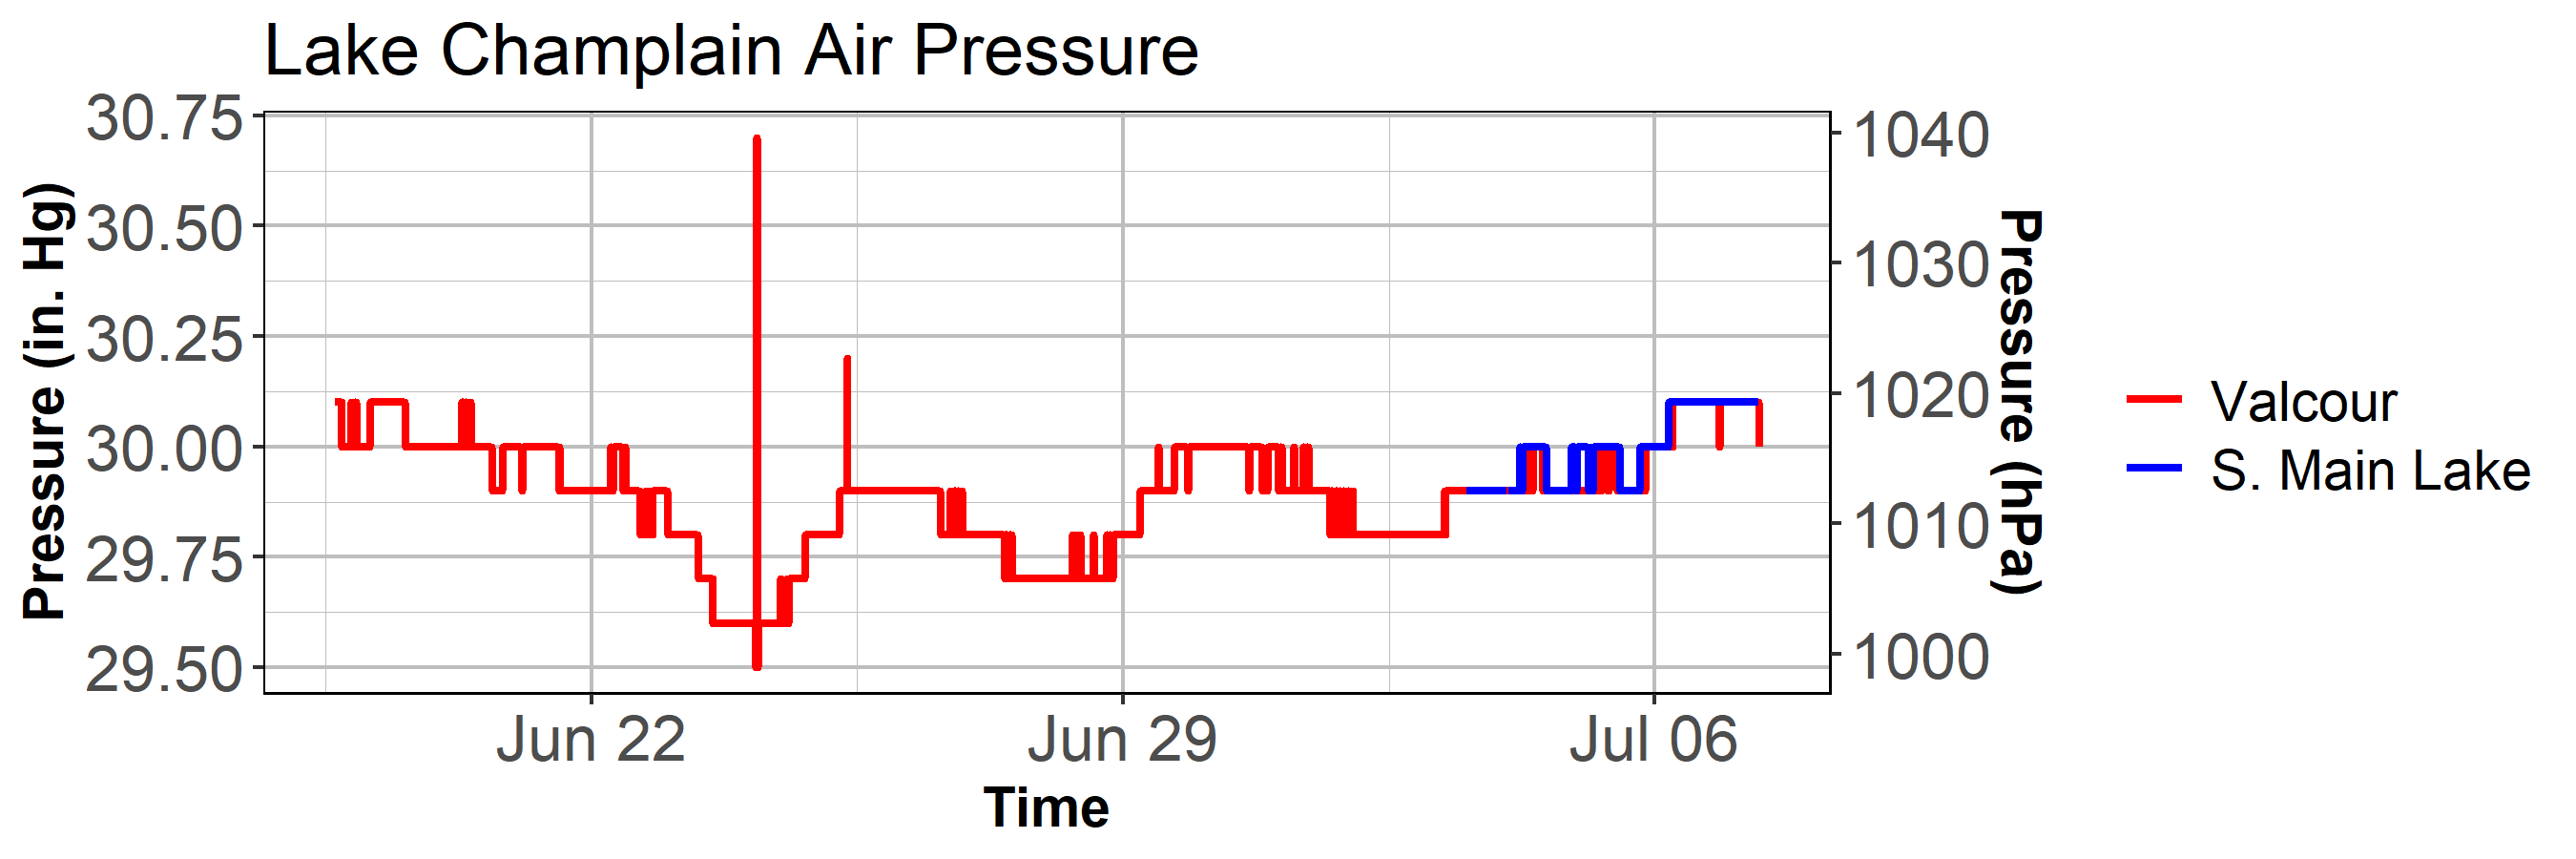 Lake Champlain Air Pressure
30.75
30.50
30.25
30.00
29.75
29.50
Pressure (in. Hg)
1040
1030
1020
1010
1000
Pressure (hPa)
Jun 22
Jun 29
Jul 06
Time
Valcour
S. Main Lake